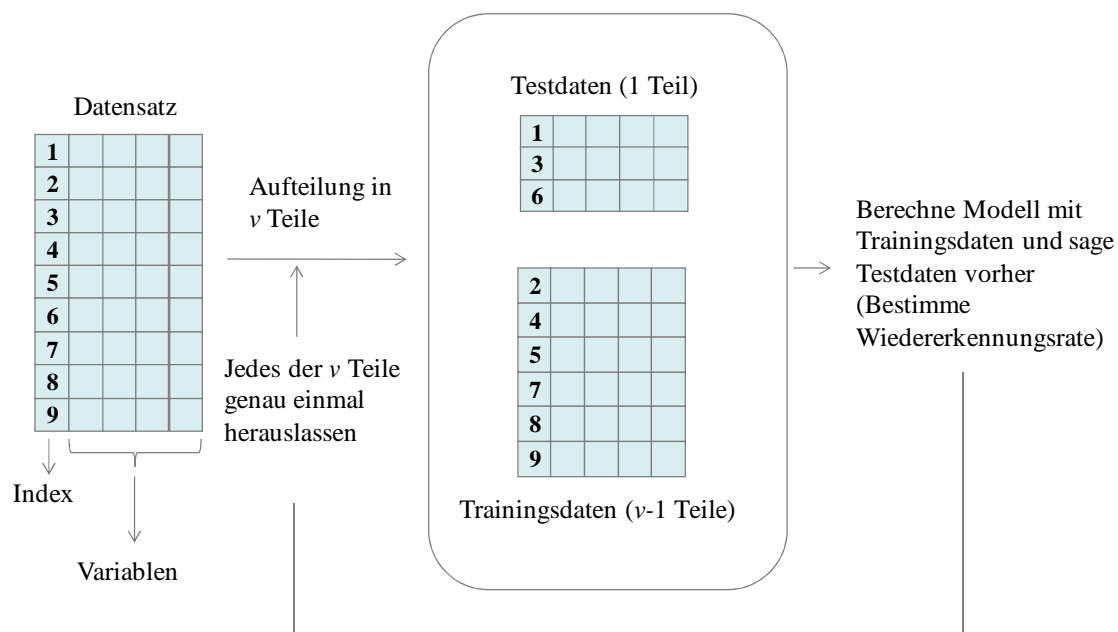 Datensatz
1
2
3
4
5
6
7
8
9
Index
Variablen
Aufteilung in
v Teile
Jedes der v Teile
genau einmal
herauslassen
Testdaten (1 Teil)
1
3
6
2
4
5
7
8
9
Trainingsdaten (v-1 Teile)
Berechne Modell mit
Trainingsdaten und sage
Testdaten vorher
(Bestimme
Wiedererkennungsrate)